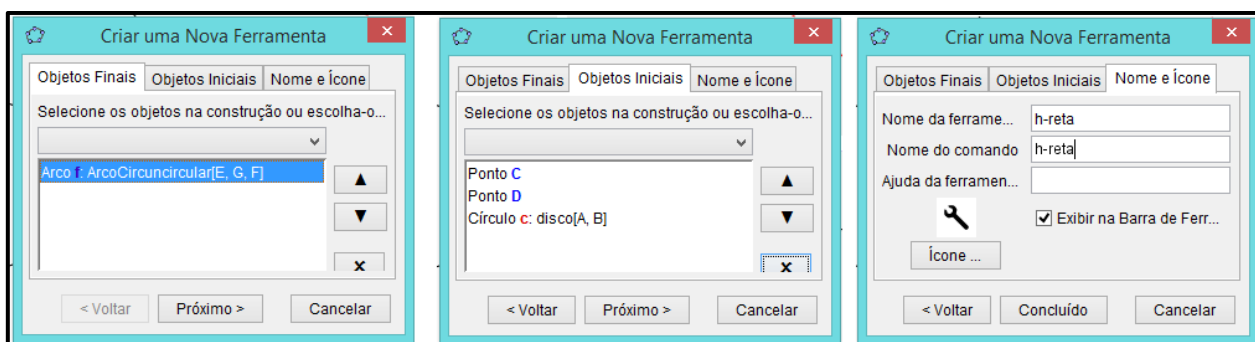 Criar uma Nova Ferramenta
Objetos Finais Objetos Iniciais Nome e Ícone
Selecione os objetos na construção ou escolha-o...
Arco f: ArcoCircuncircular[E, G, F]
< Voltar Próximo > Cancelar
Criar uma Nova Ferramenta
Objetos Finais Objetos Iniciais Nome e Ícone
Selecione os objetos na construção ou escolha-o...
Ponto C
Ponto D
Círculo c: disco[A, B]
< Voltar Próximo > Cancelar
Criar uma Nova Ferramenta
Objetos Finais Objetos Iniciais Nome e Ícone
Nome da ferrame... h-reta
Nome do comando h-reta
Ajuda da ferramen...
Exibir na Barra de Ferr...
Ícone ...
< Voltar Concluído Cancelar